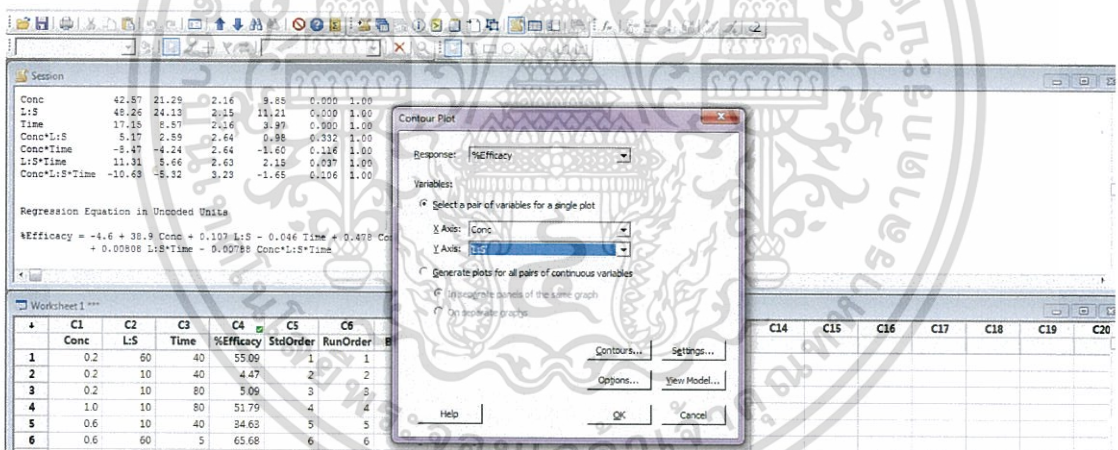 Session
Conc 42.57 21.29 2.16 9.85 0.000 1.00
L:S 48.26 24.13 2.15 11.21 0.000 1.00
Time 17.15 8.57 2.16 3.97 0.000 1.00
Conc*L:S 5.17 2.59 2.64 0.98 0.332 1.00
Conc*Time -8.47 -4.24 2.64 -1.60 0.116 1.00
L:S*Time 11.31 5.66 2.63 2.15 0.037 1.00
Conc*L:S*Time -10.63 -5.32 3.23 -1.65 0.106 1.00
Regression Equation in Uncoded Units
%Efficacy = -4.6 + 38.9 Conc + 0.107 L:S - 0.046 Time + 0.478 Co
+ 0.00808 L:S*Time - 0.00788 Conc*L:S*Time
Contour Plot
Response: %Efficacy
Variables:
Select a pair of variables for a single plot
X Axis: Conc
Y Axis: L:S
Generate plots for all pairs of continuous variables
In separate panels of the same graph
On separate graphs
Contours... Settings...
Options... View Model...
Help OK Cancel
Worksheet 1 ***
C1 C2 C3 C4 C5 C6 C14 C15 C16 C17 C18 C19 C20
Conc L:S Time %Efficacy StdOrder RunOrder B
1 0.2 60 40 55.09 1 1
2 0.2 10 40 4.47 2 2
3 0.2 10 80 5.09 3 3
4 1.0 10 80 51.79 4 4
5 0.6 10 40 34.63 5 5
6 0.6 60 5 65.68 6 6